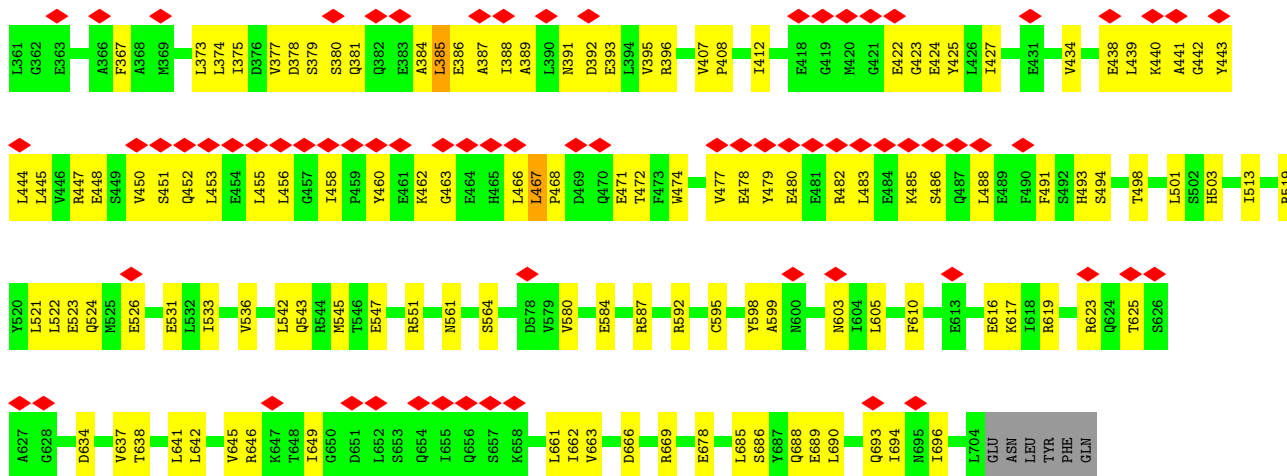 L361 G362 E363 A366 F367 A368 M369 L373 L374 I375 D376 V377 D378 S379 S380 Q381 Q382 E383 A384 L385 E386 A387 I388 A389 L390 N391 D392 E393 L394 V395 R396 V407 P408 I412 E418 G419 M420 G421 E422 G423 E424 Y425 L426 I427 E431 V434 E438 L439 K440 A441 G442 Y443
L444 L445 V446 R447 E448 S449 V450 S451 Q452 L453 E454 L455 L456 G457 I458 P459 Y460 E461 K462 G463 E464 H465 L466 L467 P468 D469 Q470 E471 T472 F473 W474 V477 E478 Y479 E480 E481 R482 L483 E484 K485 S486 Q487 L488 E489 F490 F491 S492 H493 S494 T498 L501 S502 H503 I513 R519
Y520 L521 L522 E523 Q524 M525 E526 E531 L532 I533 V536 L542 Q543 R544 M545 T546 E547 R551 N561 S564 D578 V579 V580 E584 R587 R592 C595 Y598 A599 N600 N603 I604 L605 F610 E613 E616 K617 I618 R619 R623 Q624 T625 S626
A627 G628 D634 V637 T638 L641 L642 V645 R646 K647 T648 I649 G650 D651 L652 S653 Q654 I655 Q656 S657 K658 L661 I662 V663 D666 R669 E678 L685 S686 Y687 Q688 E689 L690 Q693 I694 N695 I696 L704 GLU ASN LEU TYR PHE GLN